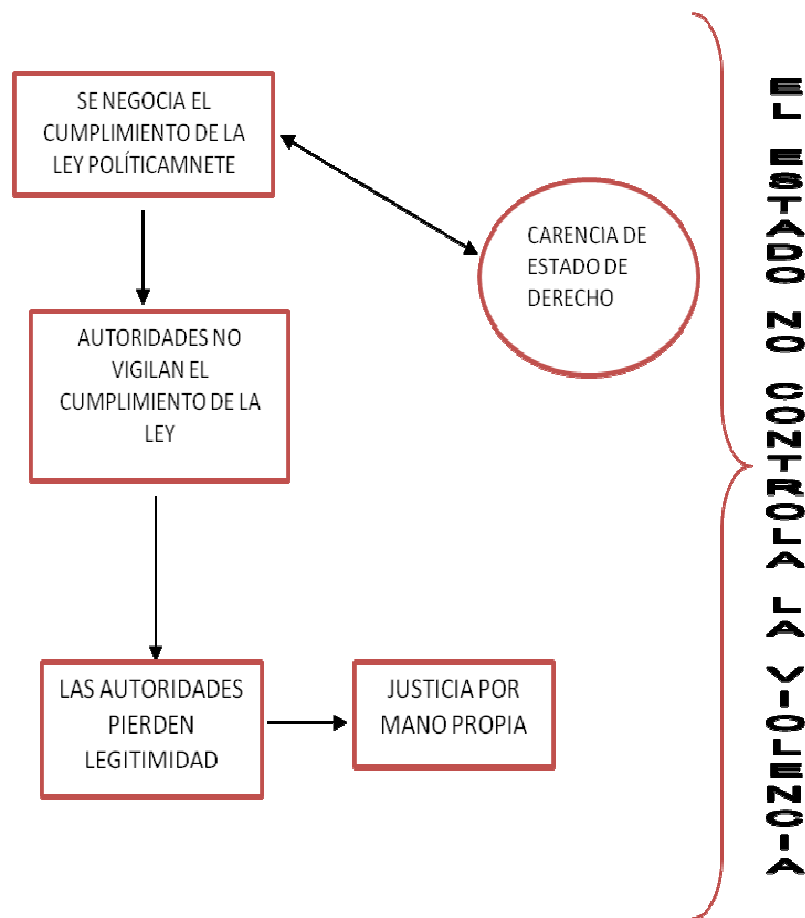 SE NEGOCIA EL
CUMPLIMIENTO DE LA
LEY POLÍTICAMNETE
CARENCIA DE
ESTADO DE
DERECHO
AUTORIDADES NO
VIGILAN EL
CUMPLIMIENTO DE LA
LEY
LAS AUTORIDADES
PIERDEN
LEGITIMIDAD
JUSTICIA POR
MANO PROPIA
EL ESTADO NO CONTROLA LA VIOLENCIA